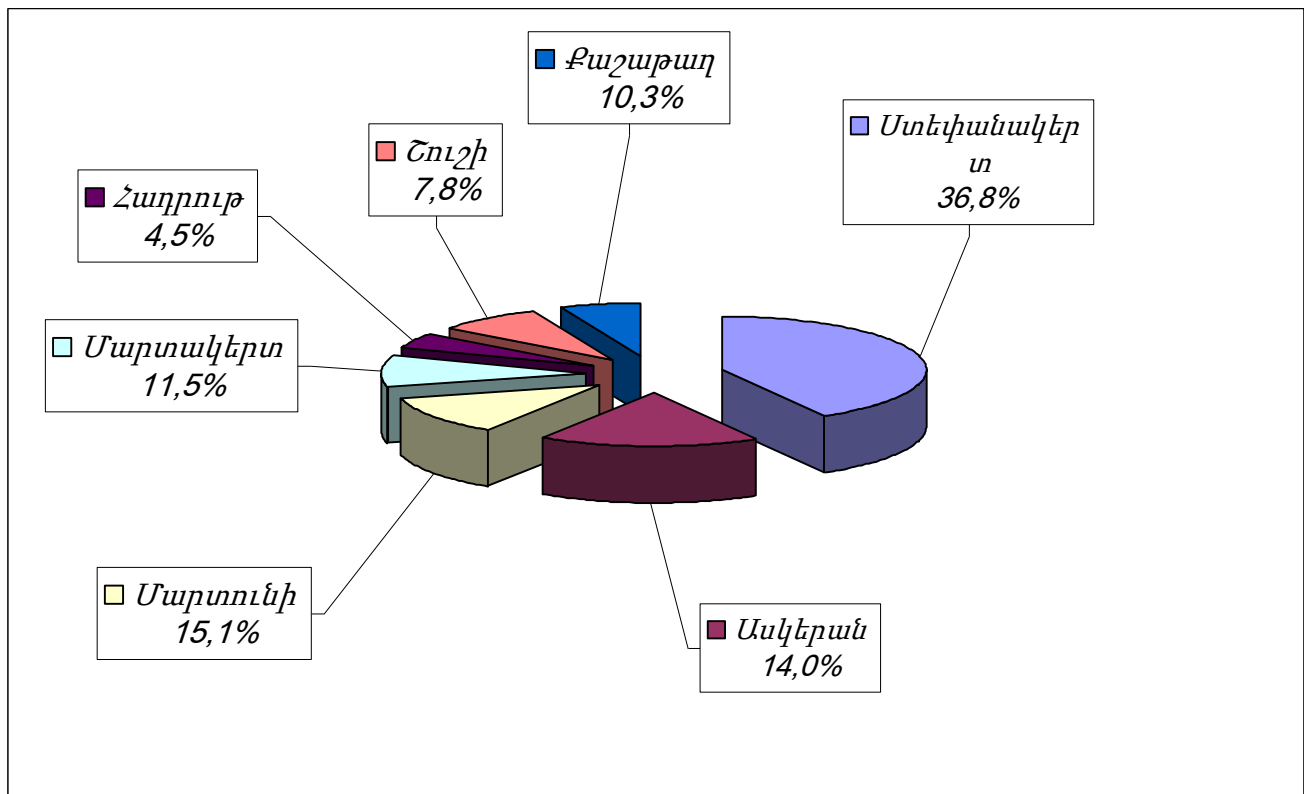 Քաշաթաղ
10,3%
Ստեփանակեր
տ
36,8%
Շուշի
7,8%
Հադրութ
4,5%
Մարտակերտ
11,5%
Մարտունի
15,1%
Ասկերան
14,0%